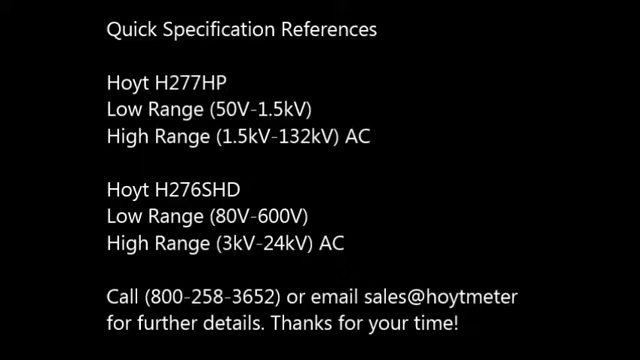 Quick Specification References
Hoyt H277HP
Low Range (50V-1.5kV)
High Range (1.5kV-132kV) AC
Hoyt H276SHD
Low Range (80V-600V)
High Range (3kV-24kV) AC
Call (800-258-3652) or email sales@hoytmeter
for further details. Thanks for your time!